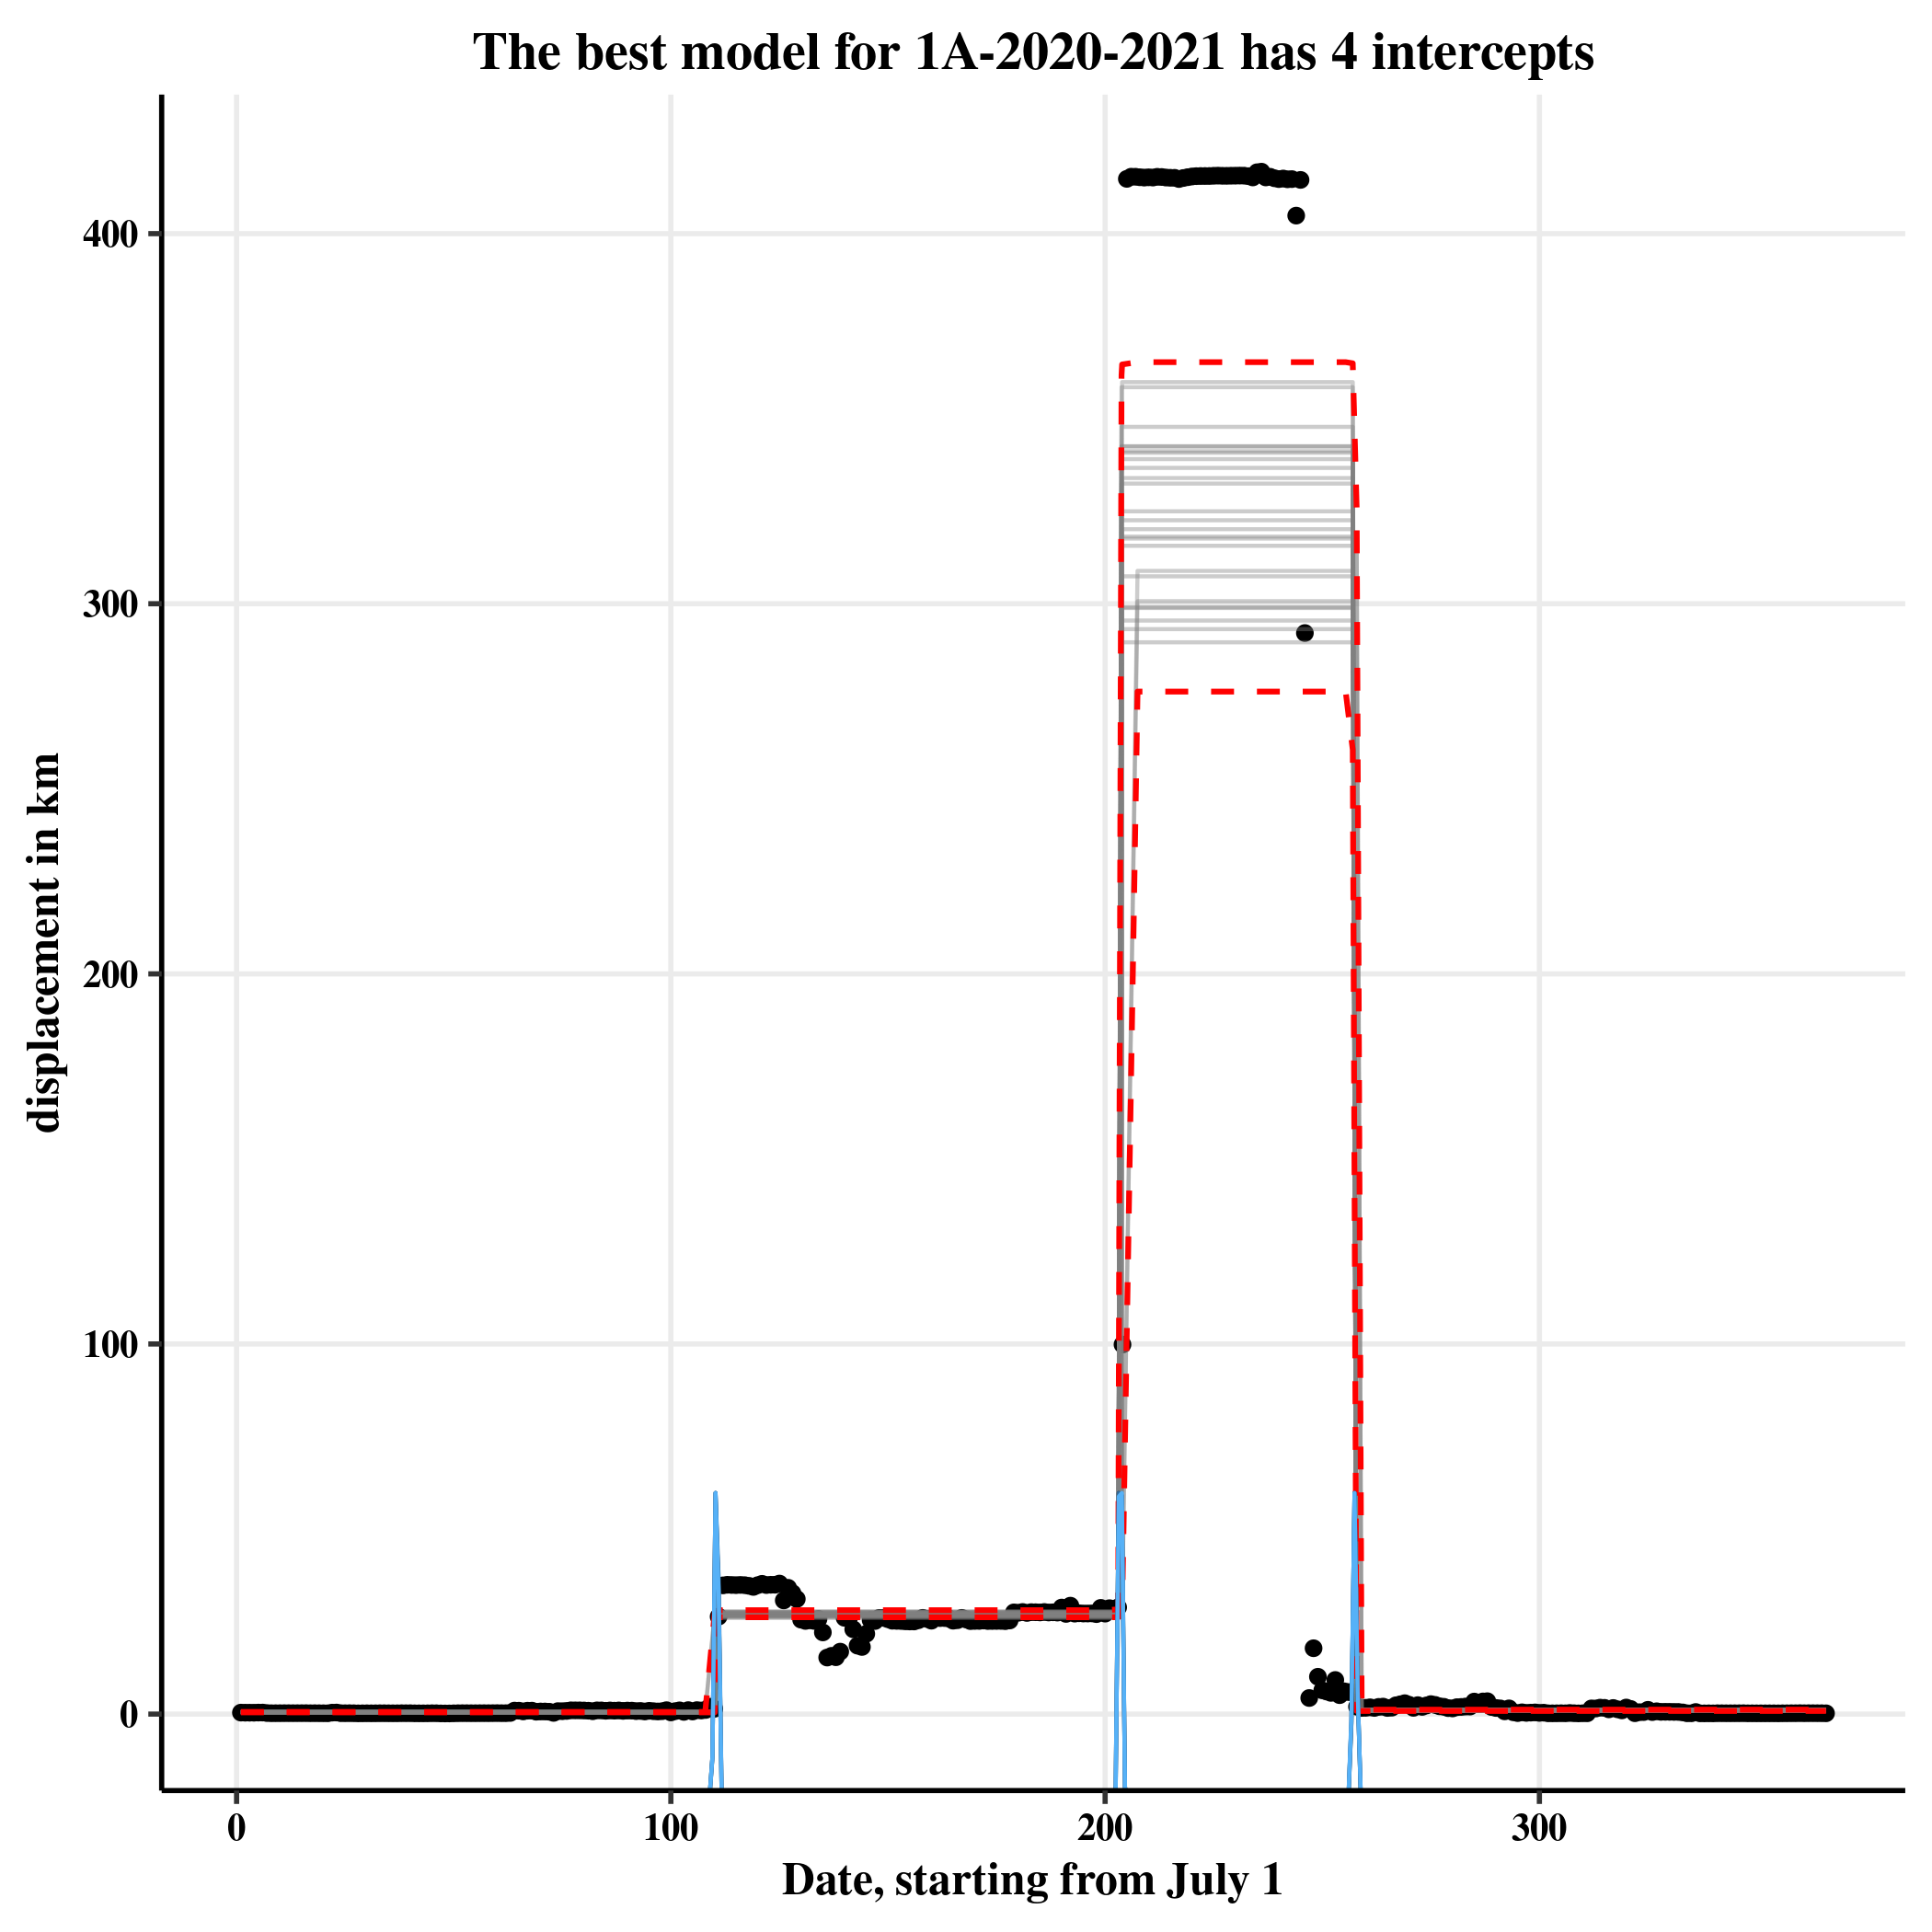 The best model for 1A-2020-2021 has 4 intercepts
displacement in km
400
300
200
100
0
0 100 200 300
Date, starting from July 1